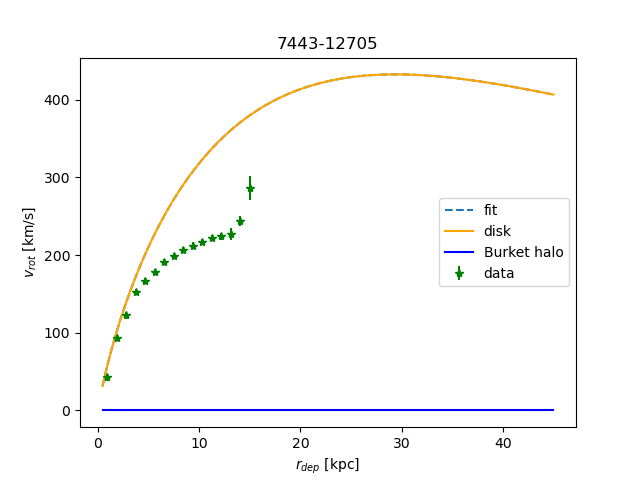 7443-12705
v_rot [km/s]
400
300
200
100
0
fit
disk
Burket halo
data
0
10
20
30
40
r_dep [kpc]